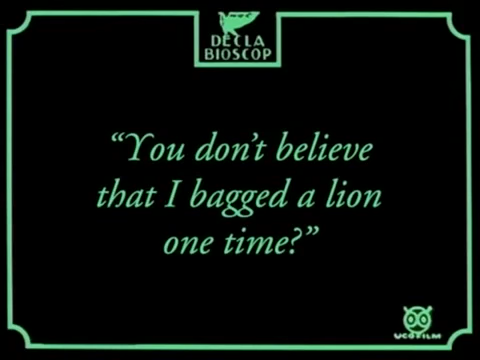 DECLA
BIOSCOP
“You don’t believe
that I bagged a lion
one time?”
UCOFILM